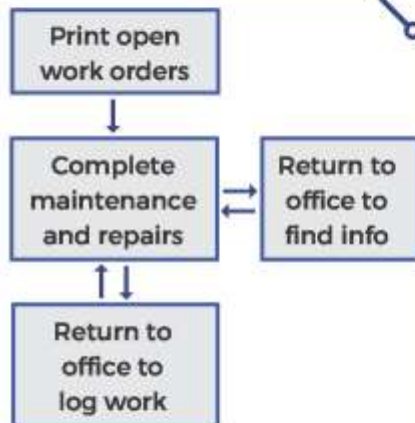 Print open
work orders
Complete
maintenance
and repairs
Return to
office to
find info
Return to
office to
log work